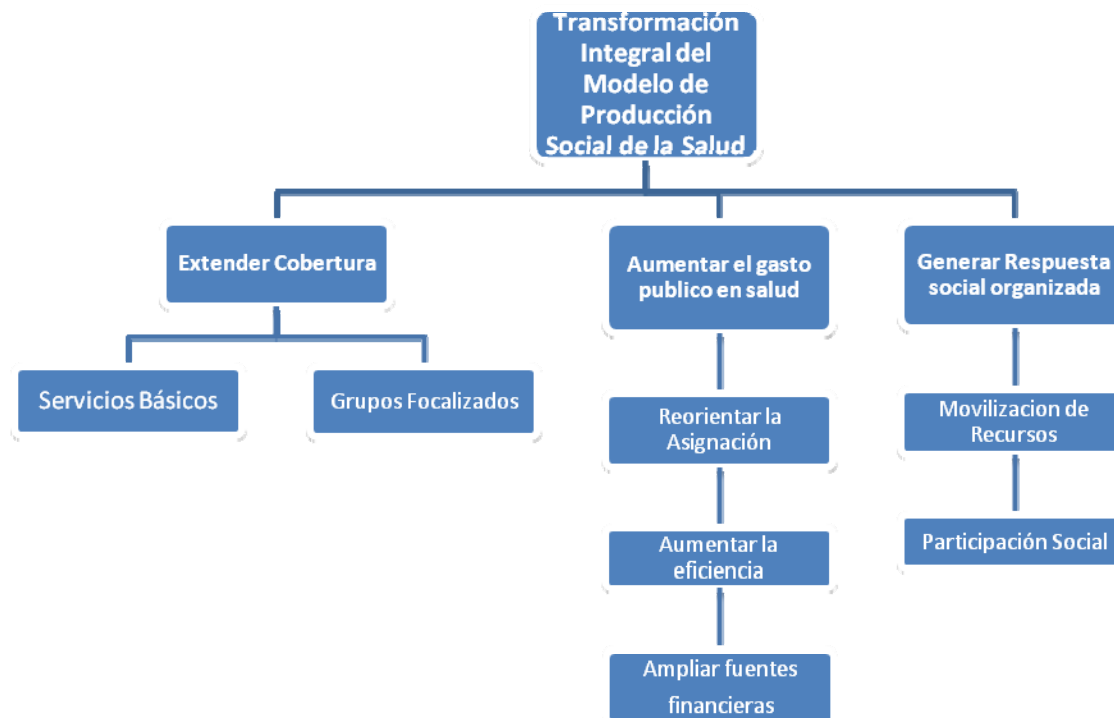 Transformación
Integral del
Modelo de
Producción
Social de la Salud
Extender Cobertura
Aumentar el gasto
publico en salud
Generar Respuesta
social organizada
Servicios Básicos
Grupos Focalizados
Reorientar la
Asignación
Movilizacion de
Recursos
Aumentar la
eficiencia
Participación Social
Ampliar fuentes
financieras